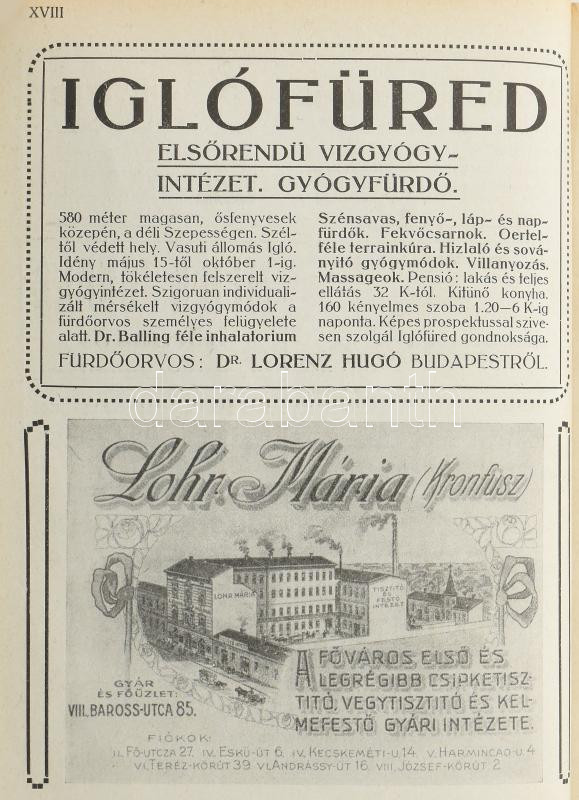 XVIII
IGLÓFÜRED
ELSŐRENDÜ VIZGYÓGY-
INTÉZET. GYÓGYFÜRDŐ.
580 méter magasan, ősfenyvesek
közepén, a déli Szepességen. Szél-
től védett hely. Vasuti állomás Igló.
Idény május 15-től október 1-ig.
Modern, tökéletesen felszerelt viz-
gyógyintézet. Szigoruan individuali-
zált mérsékelt vizgyógymódok a
fürdőorvos személyes felügyelete
alatt. Dr. Balling féle inhalatorium
Szénsavas, fenyő-, láp- és nap-
fürdők. Fekvőcsarnok. Oertel-
féle terrainkúra. Hizlaló és sová-
nyitó gyógymódok. Villanyozás.
Massageok. Pensió: lakás és teljes
ellátás 32 K-tól. Kitünő konyha.
160 kényelmes szoba 1.20—6 K-ig
naponta. Képes prospektussal szive-
sen szolgál Iglófüred gondnoksága.
FÜRDŐORVOS: DR. LORENZ HUGÓ BUDAPESTRŐL.
darabanth
Lohr Mária (Kronfusz)
LOHR MÁRIA
TISZTITÓ
ÉS
FESTŐ
INTÉZET
A FŐVÁROS ELSŐ ÉS
LEGRÉGIBB CSIPKETISZ-
TITÓ, VEGYTISZTITÓ ÉS KEL-
MEFESTŐ GYÁRI INTÉZETE.
GYÁR
ÉS FŐÜZLET:
VIII. BAROSS-UTCA 85.
FIÓKOK:
II. FŐ-UTCZA 27. IV. ESKÜ-ÚT 6. IV. KECSKEMÉTI-U. 14. V. HARMINCAD-U. 4
VI. TERÉZ-KÖRÚT 39. VI. ANDRÁSSY-ÚT 16. VIII. JÓZSEF-KÖRÚT 2